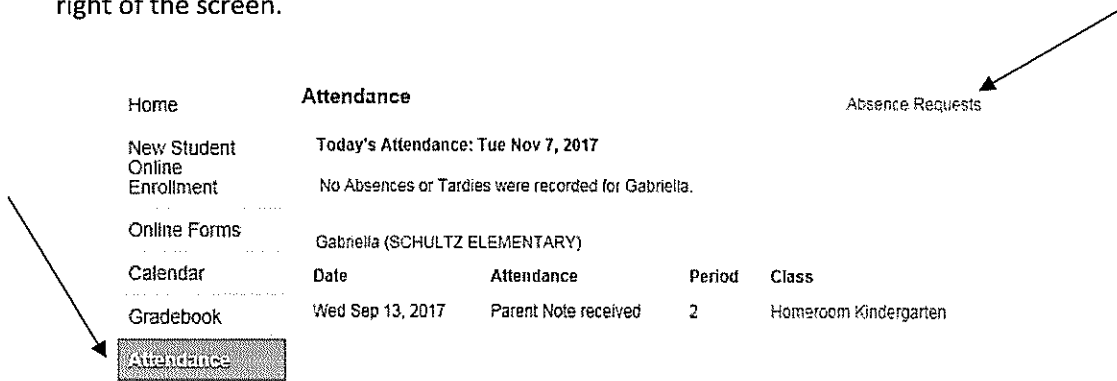 right of the screen.
Home
Attendance
Absence Requests
New Student
Online
Enrollment
Today's Attendance: Tue Nov 7, 2017
No Absences or Tardies were recorded for Gabriella.
Online Forms
Gabriella (SCHULTZ ELEMENTARY)
Calendar
Date Attendance Period Class
Gradebook
Wed Sep 13, 2017 Parent Note received 2 Homeroom Kindergarten
Attendance